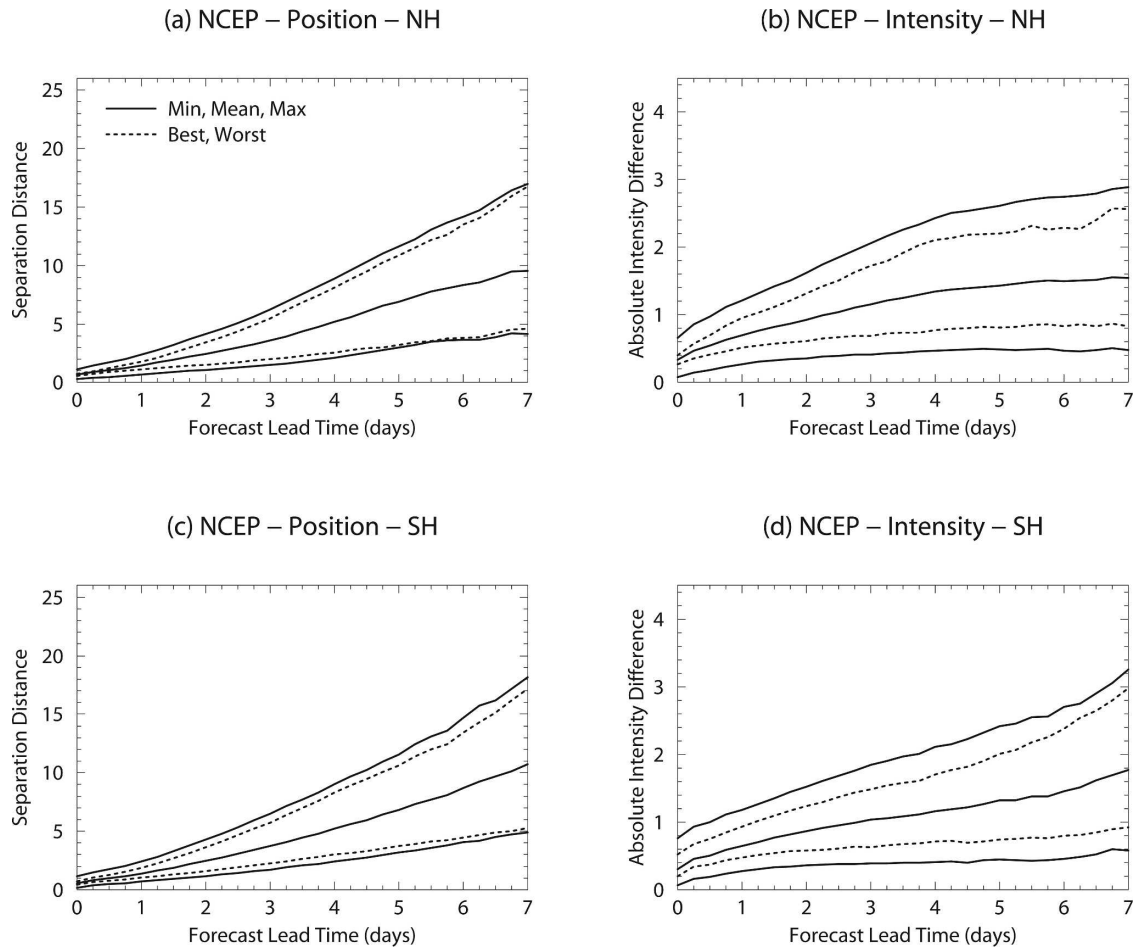 (a) NCEP – Position – NH
(b) NCEP – Intensity – NH
25
20
15
10
5
0
Separation Distance
Min, Mean, Max
Best, Worst
0 1 2 3 4 5 6 7
Forecast Lead Time (days)
4
3
2
1
0
Absolute Intensity Difference
0 1 2 3 4 5 6 7
Forecast Lead Time (days)
(c) NCEP – Position – SH
(d) NCEP – Intensity – SH
25
20
15
10
5
0
Separation Distance
0 1 2 3 4 5 6 7
Forecast Lead Time (days)
4
3
2
1
0
Absolute Intensity Difference
0 1 2 3 4 5 6 7
Forecast Lead Time (days)